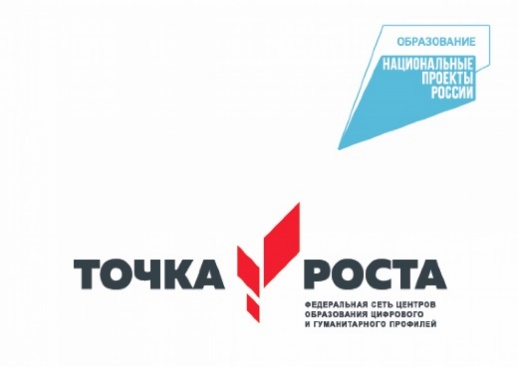 ОБРАЗОВАНИЕ
НАЦИОНАЛЬНЫЕ
ПРОЕКТЫ
РОССИИ
ТОЧКА РОСТА
ФЕДЕРАЛЬНАЯ СЕТЬ ЦЕНТРОВ
ОБРАЗОВАНИЯ ЦИФРОВОГО
И ГУМАНИТАРНОГО ПРОФИЛЕЙ